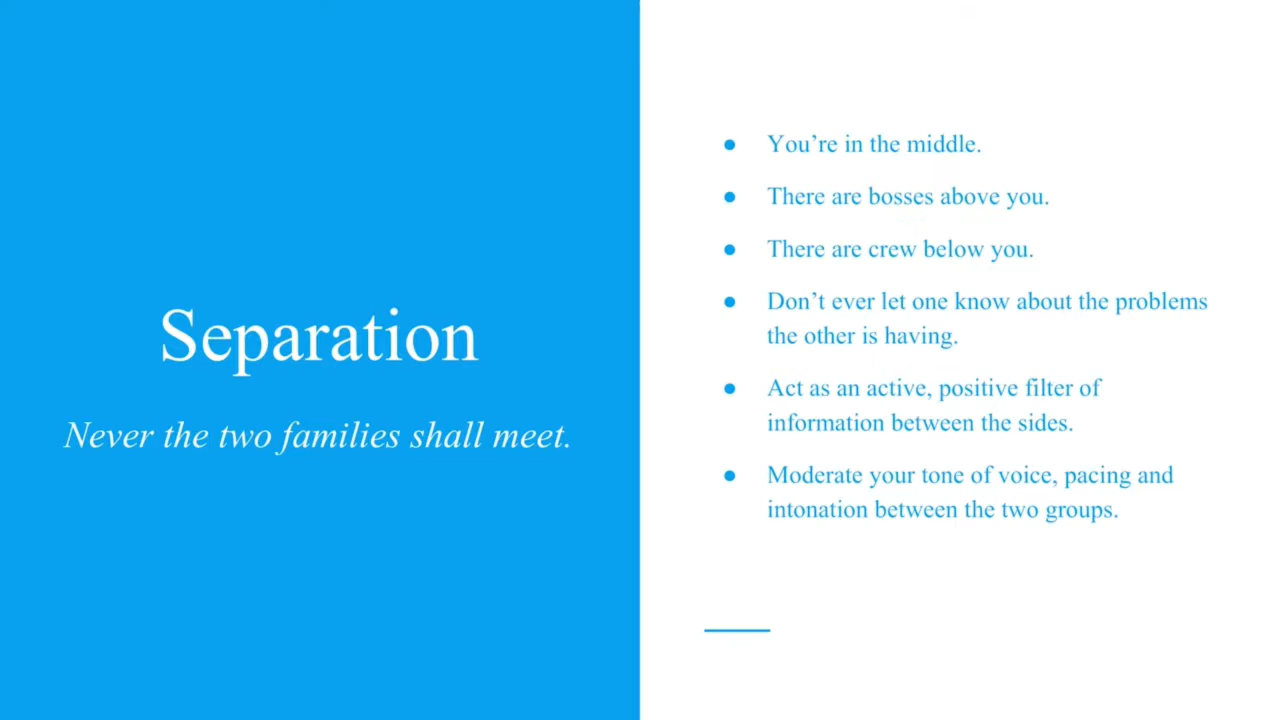 Separation
Never the two families shall meet.
● You’re in the middle.
● There are bosses above you.
● There are crew below you.
● Don’t ever let one know about the problems
the other is having.
● Act as an active, positive filter of
information between the sides.
● Moderate your tone of voice, pacing and
intonation between the two groups.